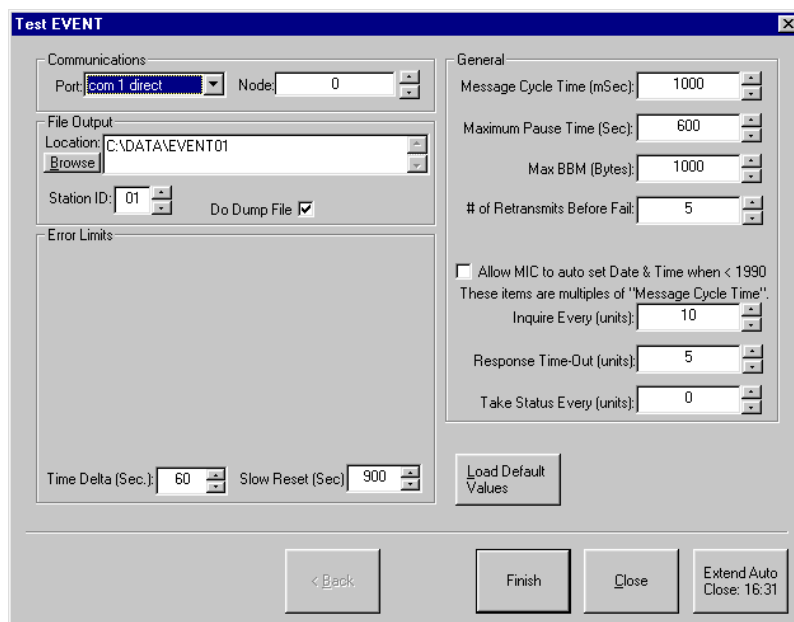 Test EVENT
Communications
Port: com 1 direct Node: 0
File Output
Location: C:\DATA\EVENT01
Browse
Station ID: 01 Do Dump File
Error Limits
Time Delta (Sec.): 60 Slow Reset (Sec) 900
General
Message Cycle Time (mSec): 1000
Maximum Pause Time (Sec): 600
Max BBM (Bytes): 1000
# of Retransmits Before Fail: 5
Allow MIC to auto set Date & Time when < 1990
These items are multiples of "Message Cycle Time".
Inquire Every (units): 10
Response Time-Out (units): 5
Take Status Every (units): 0
Load Default
Values
< Back
Finish
Close
Extend Auto
Close: 16:31